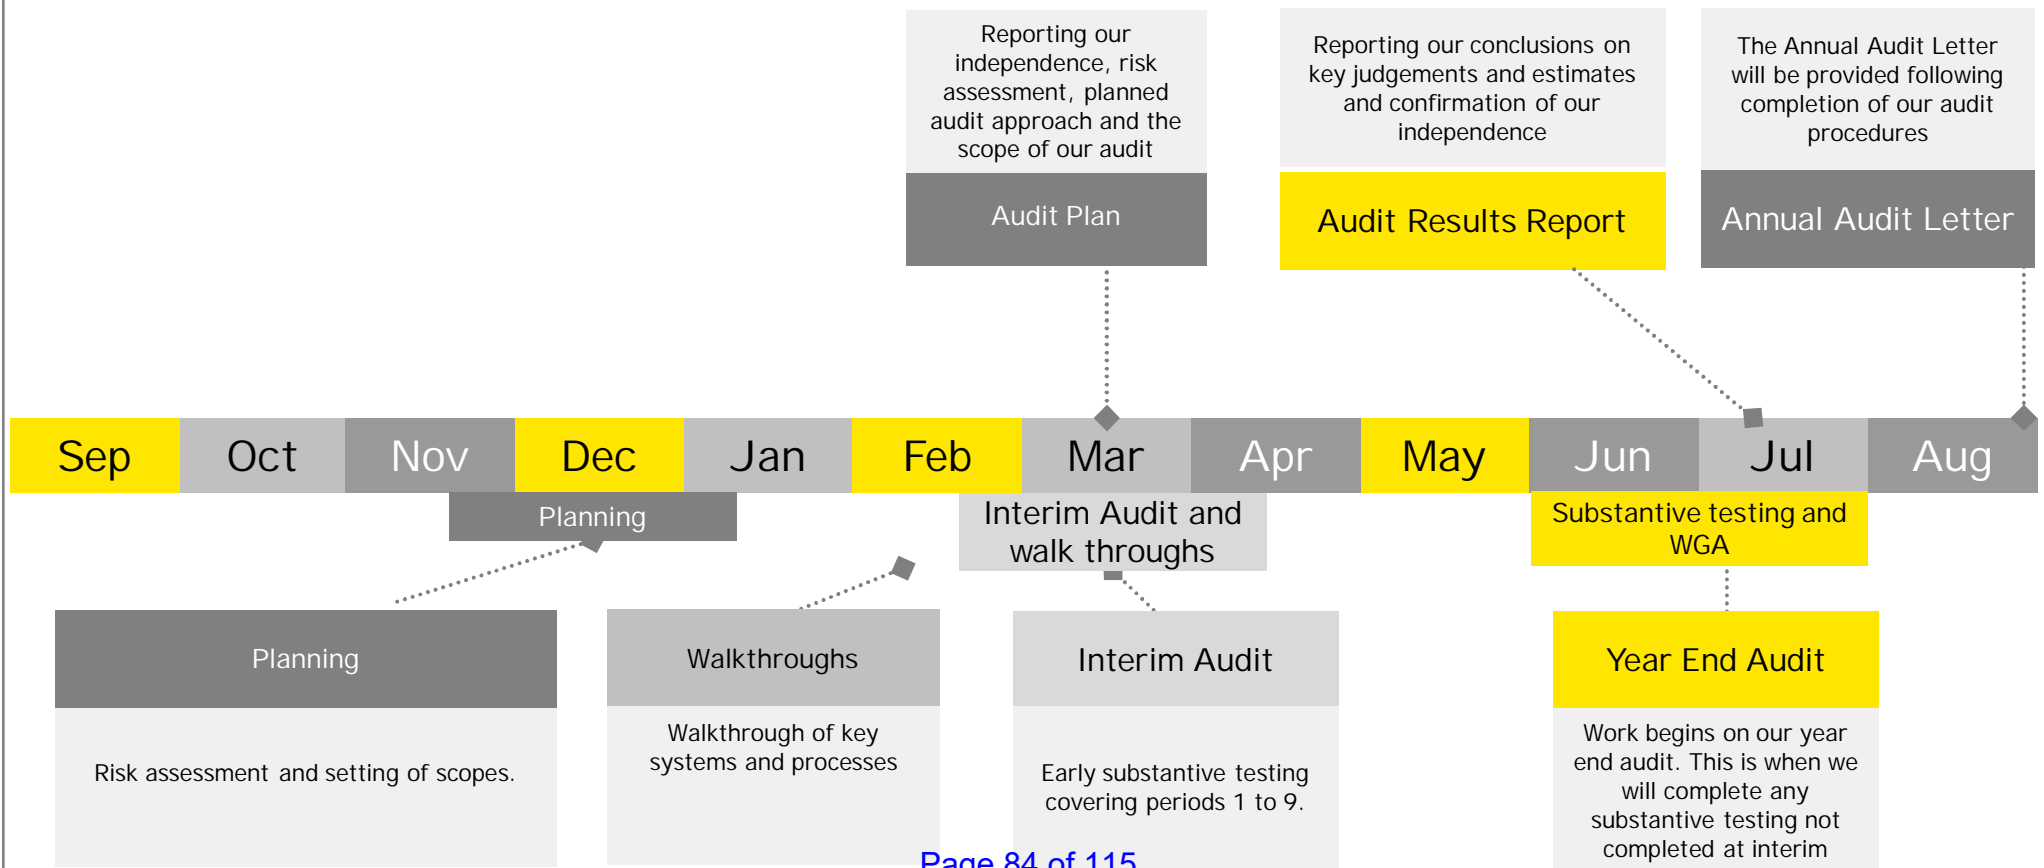 Reporting our
independence, risk
assessment, planned
audit approach and the
scope of our audit
Audit Plan
Reporting our conclusions on
key judgements and estimates
and confirmation of our
independence
Audit Results Report
The Annual Audit Letter
will be provided following
completion of our audit
procedures
Annual Audit Letter
Sep Oct Nov Dec Jan Feb Mar Apr May Jun Jul Aug
Planning
Interim Audit and
walk throughs
Substantive testing and
WGA
Planning
Risk assessment and setting of scopes.
Walkthroughs
Walkthrough of key
systems and processes
Interim Audit
Early substantive testing
covering periods 1 to 9.
Year End Audit
Work begins on our year
end audit. This is when we
will complete any
substantive testing not
completed at interim
Page 84 of 115